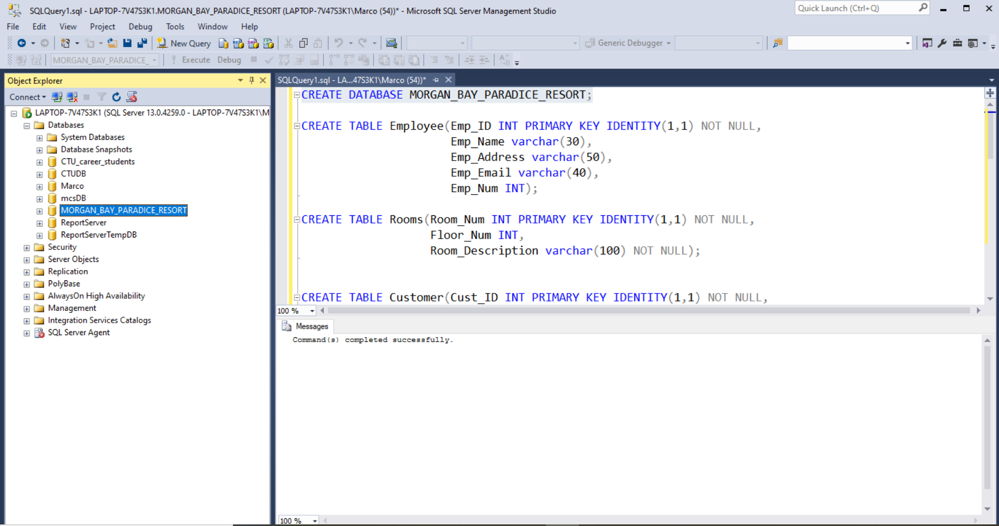 SQLQuery1.sql - LAPTOP-7V47S3K1.MORGAN_BAY_PARADICE_RESORT (LAPTOP-7V47S3K1\Marco (54))* - Microsoft SQL Server Management Studio
Quick Launch (Ctrl+Q)
File Edit View Project Debug Tools Window Help
New Query
Generic Debugger
MORGAN_BAY_PARADICE_
Execute Debug
Object Explorer
Connect
LAPTOP-7V47S3K1 (SQL Server 13.0.4259.0 - LAPTOP-7V47S3K1\M
Databases
System Databases
Database Snapshots
CTU_career_students
CTUDB
Marco
mcsDB
MORGAN_BAY_PARADICE_RESORT
ReportServer
ReportServerTempDB
Security
Server Objects
Replication
PolyBase
AlwaysOn High Availability
Management
Integration Services Catalogs
SQL Server Agent
SQLQuery1.sql - LA...47S3K1\Marco (54))*
CREATE DATABASE MORGAN_BAY_PARADICE_RESORT;
CREATE TABLE Employee(Emp_ID INT PRIMARY KEY IDENTITY(1,1) NOT NULL,
Emp_Name varchar(30),
Emp_Address varchar(50),
Emp_Email varchar(40),
Emp_Num INT);
CREATE TABLE Rooms(Room_Num INT PRIMARY KEY IDENTITY(1,1) NOT NULL,
Floor_Num INT,
Room_Description varchar(100) NOT NULL);
CREATE TABLE Customer(Cust_ID INT PRIMARY KEY IDENTITY(1,1) NOT NULL,
100 %
Messages
Command(s) completed successfully.
100 %